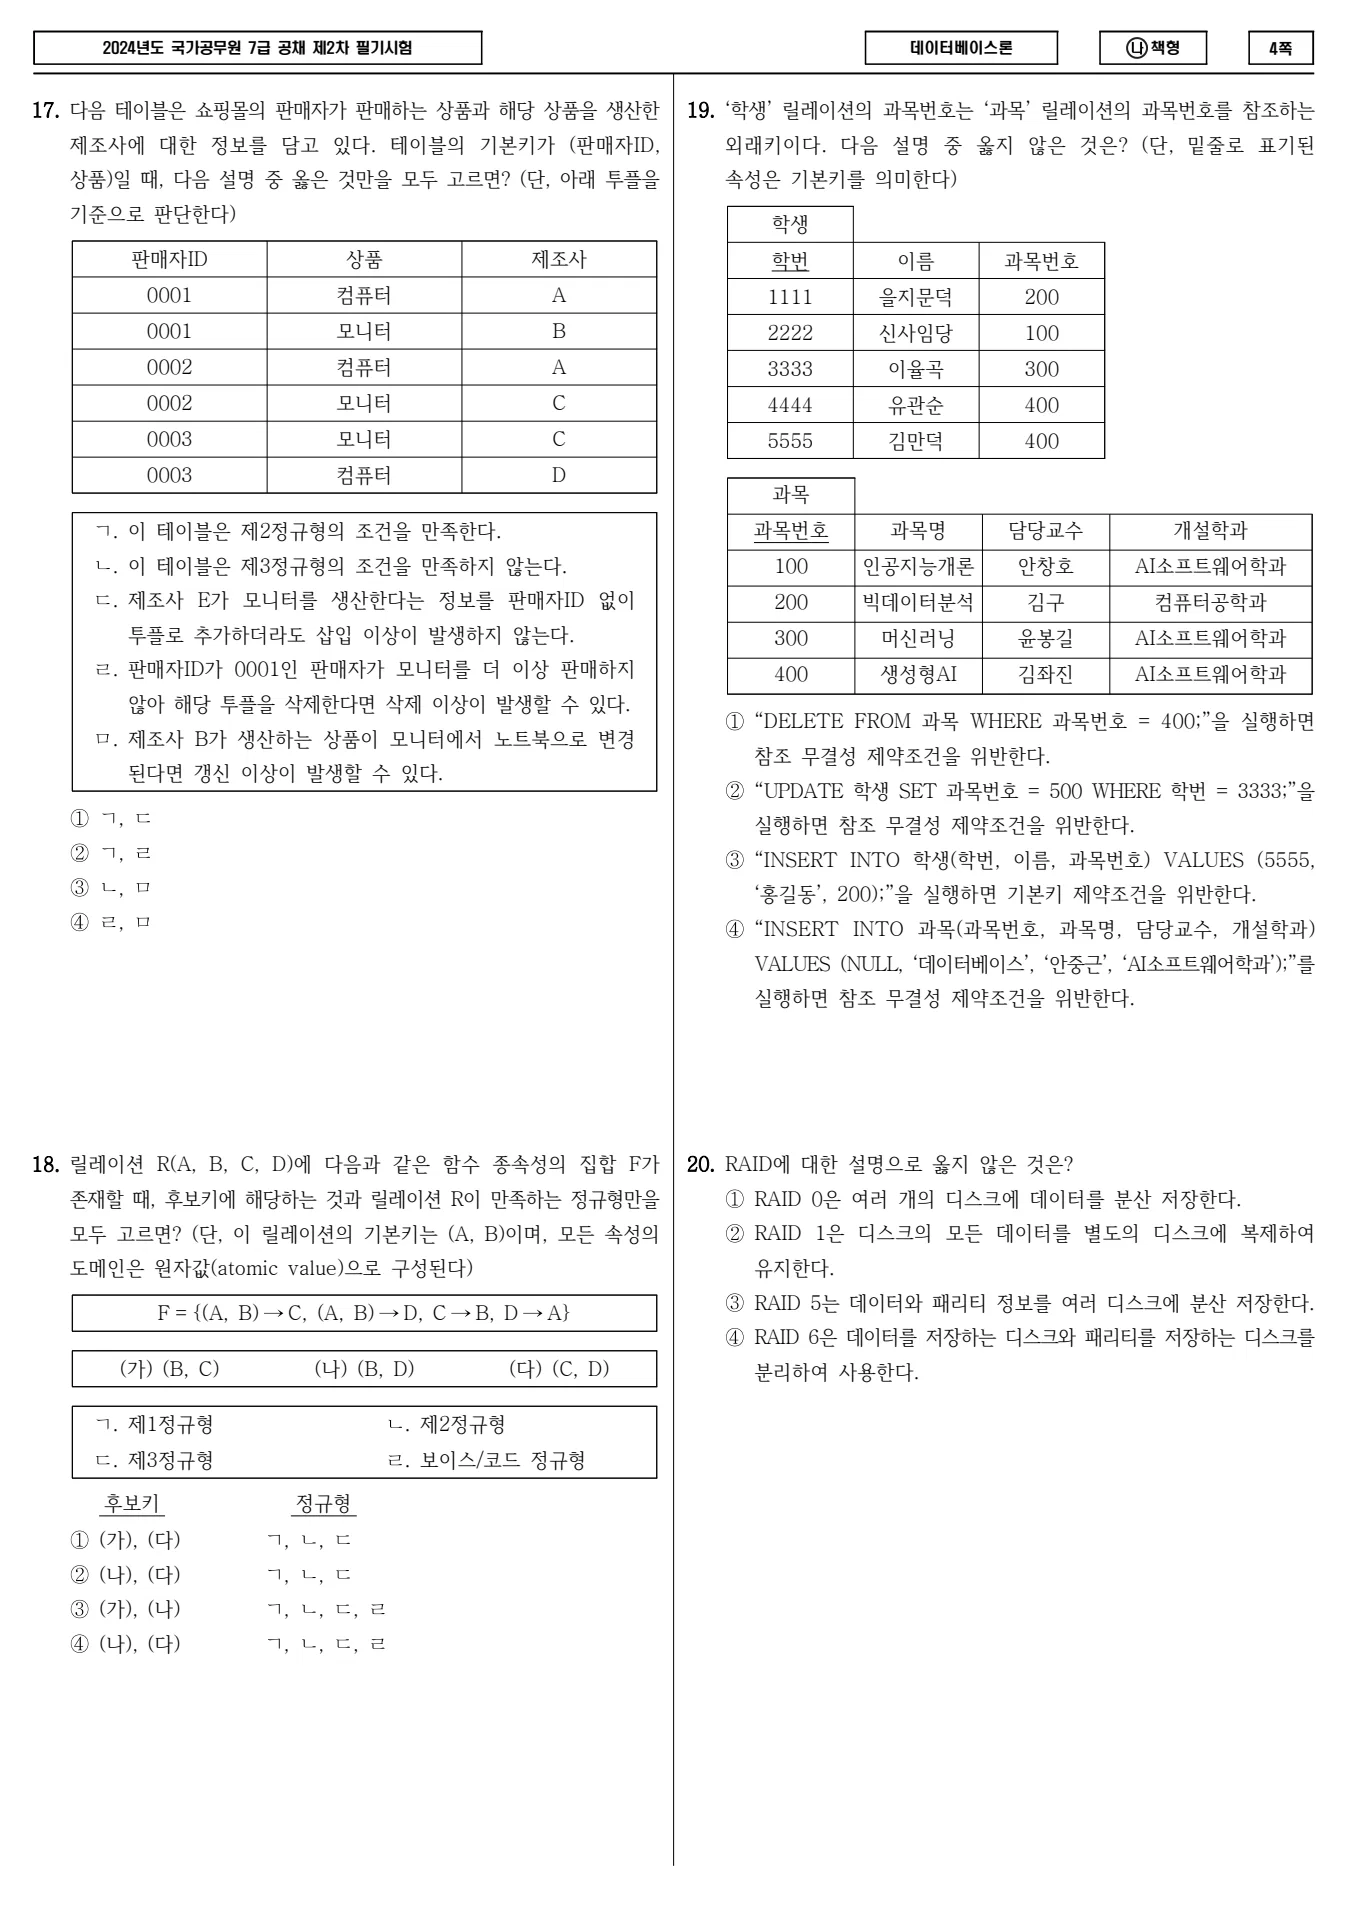 2024년도 국가공무원 7급 공채 제2차 필기시험
데이터베이스론
㉯ 책형
4쪽
17. 다음 테이블은 쇼핑몰의 판매자가 판매하는 상품과 해당 상품을 생산한
제조사에 대한 정보를 담고 있다. 테이블의 기본키가 (판매자ID,
상품)일 때, 다음 설명 중 옳은 것만을 모두 고르면? (단, 아래 투플을
기준으로 판단한다)
판매자ID 상품 제조사
0001 컴퓨터 A
0001 모니터 B
0002 컴퓨터 A
0002 모니터 C
0003 모니터 C
0003 컴퓨터 D
ㄱ. 이 테이블은 제2정규형의 조건을 만족한다.
ㄴ. 이 테이블은 제3정규형의 조건을 만족하지 않는다.
ㄷ. 제조사 E가 모니터를 생산한다는 정보를 판매자ID 없이
투플로 추가하더라도 삽입 이상이 발생하지 않는다.
ㄹ. 판매자ID가 0001인 판매자가 모니터를 더 이상 판매하지
않아 해당 투플을 삭제한다면 삭제 이상이 발생할 수 있다.
ㅁ. 제조사 B가 생산하는 상품이 모니터에서 노트북으로 변경
된다면 갱신 이상이 발생할 수 있다.
① ㄱ, ㄷ
② ㄱ, ㄹ
③ ㄴ, ㅁ
④ ㄹ, ㅁ
18. 릴레이션 R(A, B, C, D)에 다음과 같은 함수 종속성의 집합 F가
존재할 때, 후보키에 해당하는 것과 릴레이션 R이 만족하는 정규형만을
모두 고르면? (단, 이 릴레이션의 기본키는 (A, B)이며, 모든 속성의
도메인은 원자값(atomic value)으로 구성된다)
F = {(A, B)→C, (A, B)→D, C→B, D→A}
(가) (B, C) (나) (B, D) (다) (C, D)
ㄱ. 제1정규형 ㄴ. 제2정규형
ㄷ. 제3정규형 ㄹ. 보이스/코드 정규형
후보키 정규형
① (가), (다) ㄱ, ㄴ, ㄷ
② (나), (다) ㄱ, ㄴ, ㄷ
③ (가), (나) ㄱ, ㄴ, ㄷ, ㄹ
④ (나), (다) ㄱ, ㄴ, ㄷ, ㄹ
19. ‘학생’ 릴레이션의 과목번호는 ‘과목’ 릴레이션의 과목번호를 참조하는
외래키이다. 다음 설명 중 옳지 않은 것은? (단, 밑줄로 표기된
속성은 기본키를 의미한다)
학생
학번 이름 과목번호
1111 을지문덕 200
2222 신사임당 100
3333 이율곡 300
4444 유관순 400
5555 김만덕 400
과목
과목번호 과목명 담당교수 개설학과
100 인공지능개론 안창호 AI소프트웨어학과
200 빅데이터분석 김구 컴퓨터공학과
300 머신러닝 윤봉길 AI소프트웨어학과
400 생성형AI 김좌진 AI소프트웨어학과
① “DELETE FROM 과목 WHERE 과목번호 = 400;”을 실행하면
참조 무결성 제약조건을 위반한다.
② “UPDATE 학생 SET 과목번호 = 500 WHERE 학번 = 3333;”을
실행하면 참조 무결성 제약조건을 위반한다.
③ “INSERT INTO 학생(학번, 이름, 과목번호) VALUES (5555,
‘홍길동’, 200);”을 실행하면 기본키 제약조건을 위반한다.
④ “INSERT INTO 과목(과목번호, 과목명, 담당교수, 개설학과)
VALUES (NULL, ‘데이터베이스’, ‘안중근’, ‘AI소프트웨어학과’);”를
실행하면 참조 무결성 제약조건을 위반한다.
20. RAID에 대한 설명으로 옳지 않은 것은?
① RAID 0은 여러 개의 디스크에 데이터를 분산 저장한다.
② RAID 1은 디스크의 모든 데이터를 별도의 디스크에 복제하여
유지한다.
③ RAID 5는 데이터와 패리티 정보를 여러 디스크에 분산 저장한다.
④ RAID 6은 데이터를 저장하는 디스크와 패리티를 저장하는 디스크를
분리하여 사용한다.